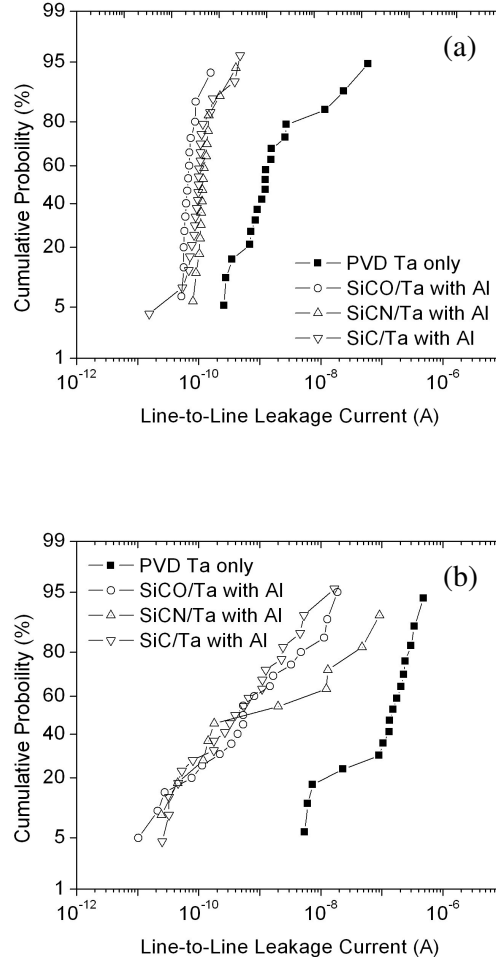 99
(a)
95
80
60
40
20
5
1
Cumulative Proboility (%)
PVD Ta only
SiCO/Ta with Al
SiCN/Ta with Al
SiC/Ta with Al
10-12 10-10 10-8 10-6
Line-to-Line Leakage Current (A)
99
(b)
95
80
60
40
20
5
1
Cumulative Proboility (%)
PVD Ta only
SiCO/Ta with Al
SiCN/Ta with Al
SiC/Ta with Al
10-12 10-10 10-8 10-6
Line-to-Line Leakage Current (A)